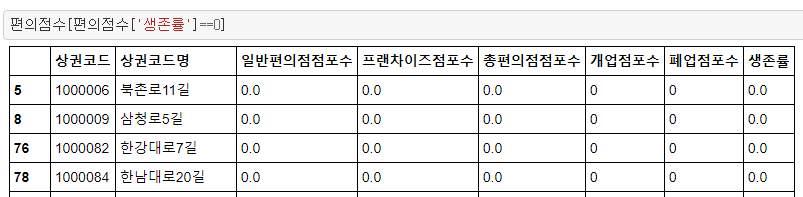 편의점수[편의점수['생존률']==0]
상권코드 상권코드명 일반편의점점포수 프랜차이즈점포수 총편의점점포수 개업점포수 폐업점포수 생존률
5 1000006 북촌로11길 0.0 0.0 0.0 0 0 0.0
8 1000009 삼청로5길 0.0 0.0 0.0 0 0 0.0
76 1000082 한강대로7길 0.0 0.0 0.0 0 0 0.0
78 1000084 한남대로20길 0.0 0.0 0.0 0 0 0.0